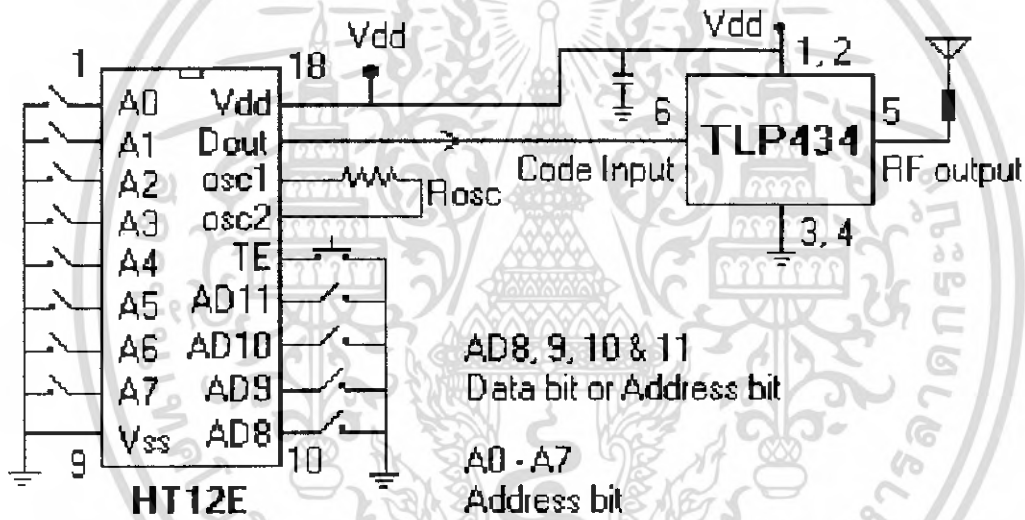 1
18
Vdd
Vdd
1, 2
A0
Vdd
A1
Dout
6
TLP434
5
A2
osc1
Rosc
Code Input
RF output
A3
osc2
3, 4
A4
TE
A5
AD11
A6
AD10
A7
AD9
Vss
AD8
9
10
HT12E
AD8, 9, 10 & 11
Data bit or Address bit
A0 - A7
Address bit